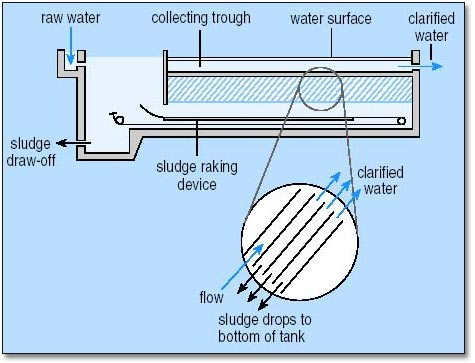 raw water
collecting trough
water surface
clarified
water
sludge
draw-off
sludge raking
device
clarified
water
flow
sludge drops to
bottom of tank